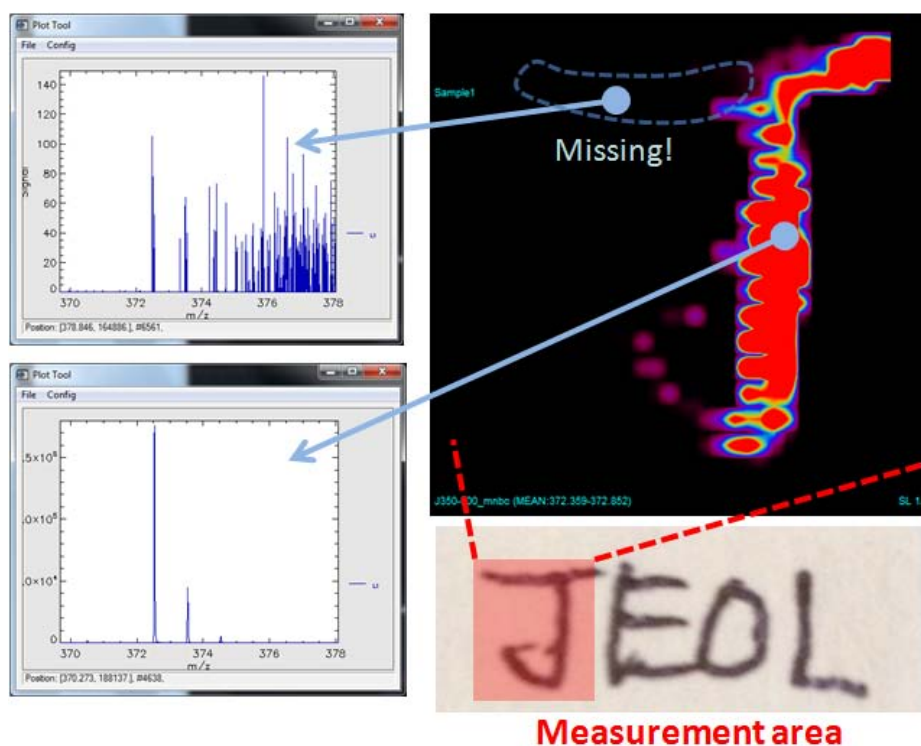 Plot Tool
File Config
Signal
140
120
100
80
60
40
20
0
370 372 374 376 378
m/z
Position: [378.846, 164886.], #6561,
Plot Tool
File Config
0
370 372 374 376 378
m/z
Position: [370.273, 188137.], #4638,
Sample1
Missing!
(MEAN:372.359-372.852)
SL
JEOL
Measurement area